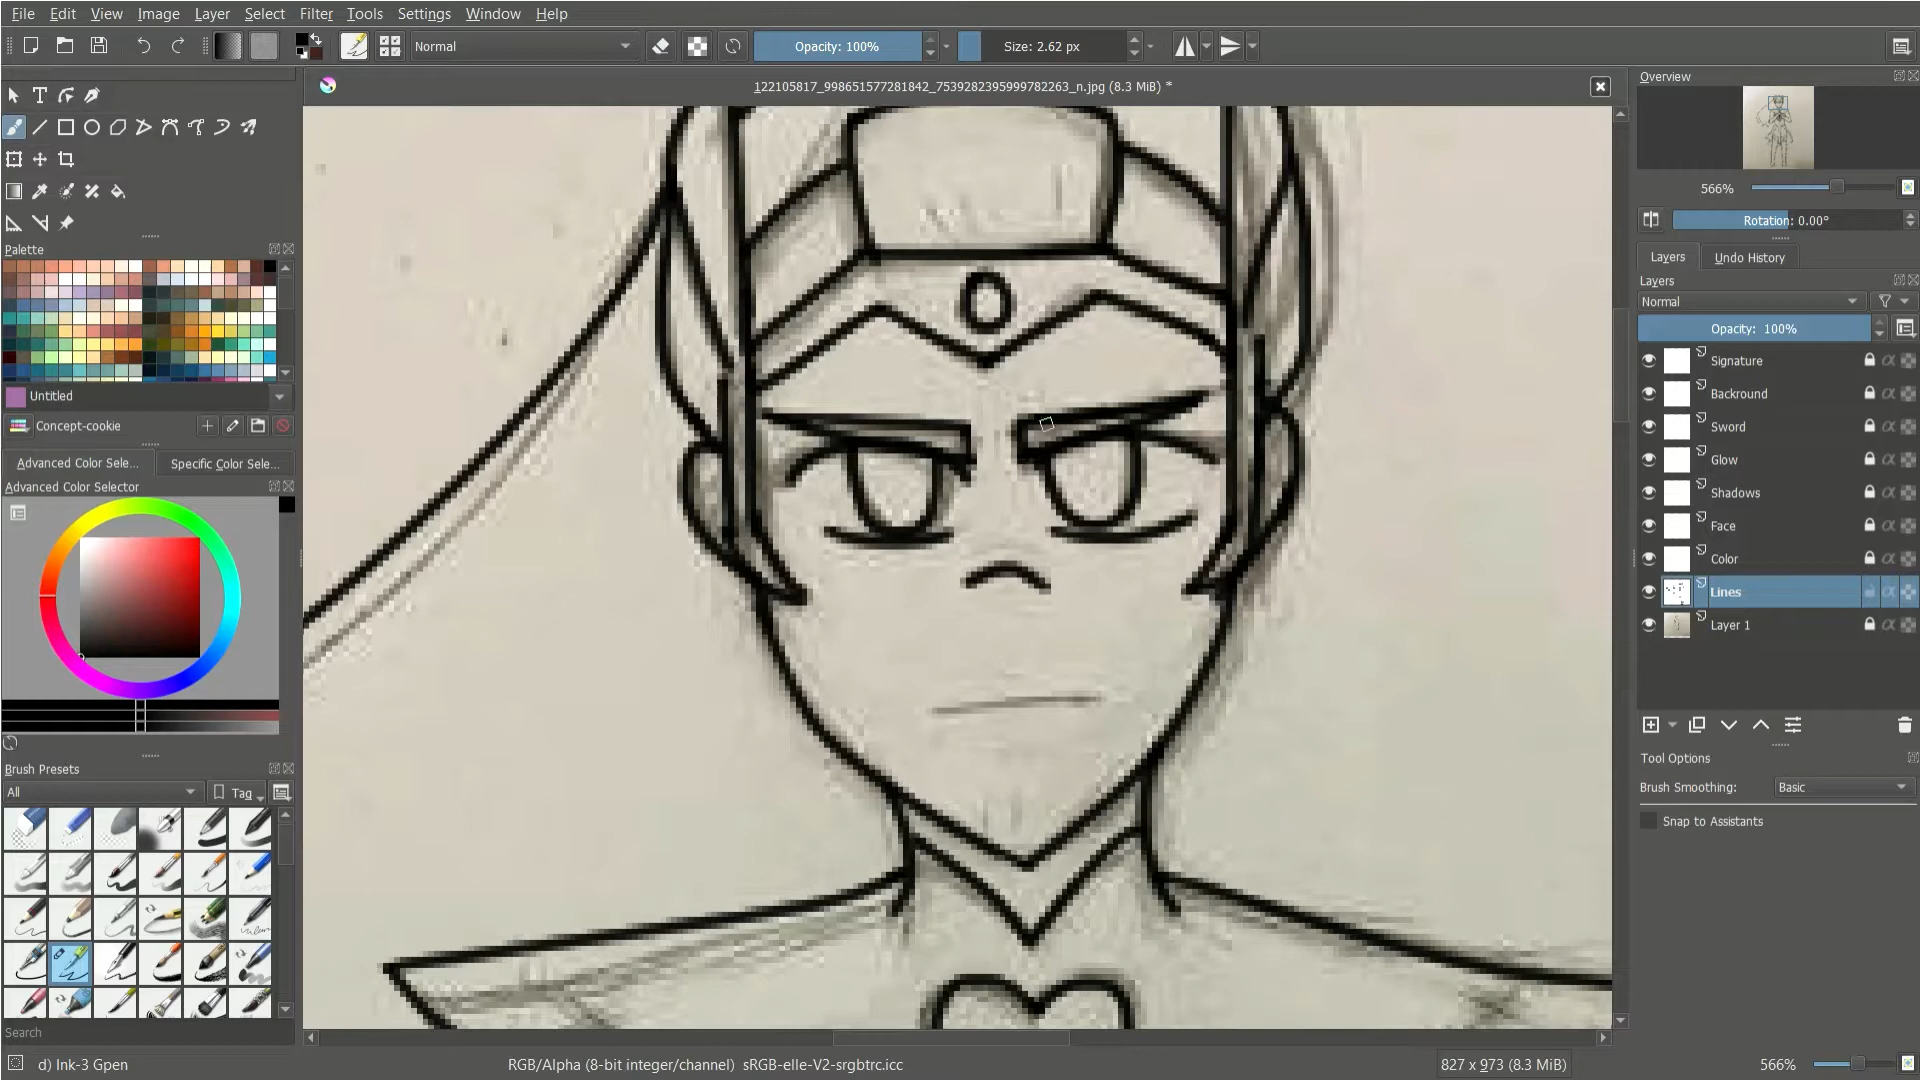 File Edit View Image Layer Select Filter Tools Settings Window Help
Normal Opacity: 100% Size: 2.62 px
122105817_998651577281842_7539282395999782263_n.jpg (8.3 MiB) *
Overview
566%
Rotation: 0.00°
Palette
Untitled
Concept-cookie
Advanced Color Sele... Specific Color Sele...
Advanced Color Selector
Layers Undo History
Layers
Normal
Opacity: 100%
Signature
Backround
Sword
Glow
Shadows
Face
Color
Lines
Layer 1
Brush Presets
All Tag
Search
Tool Options
Brush Smoothing: Basic
Snap to Assistants
d) Ink-3 Gpen RGB/Alpha (8-bit integer/channel) sRGB-elle-V2-srgbtrc.icc 827 x 973 (8.3 MiB) 566%